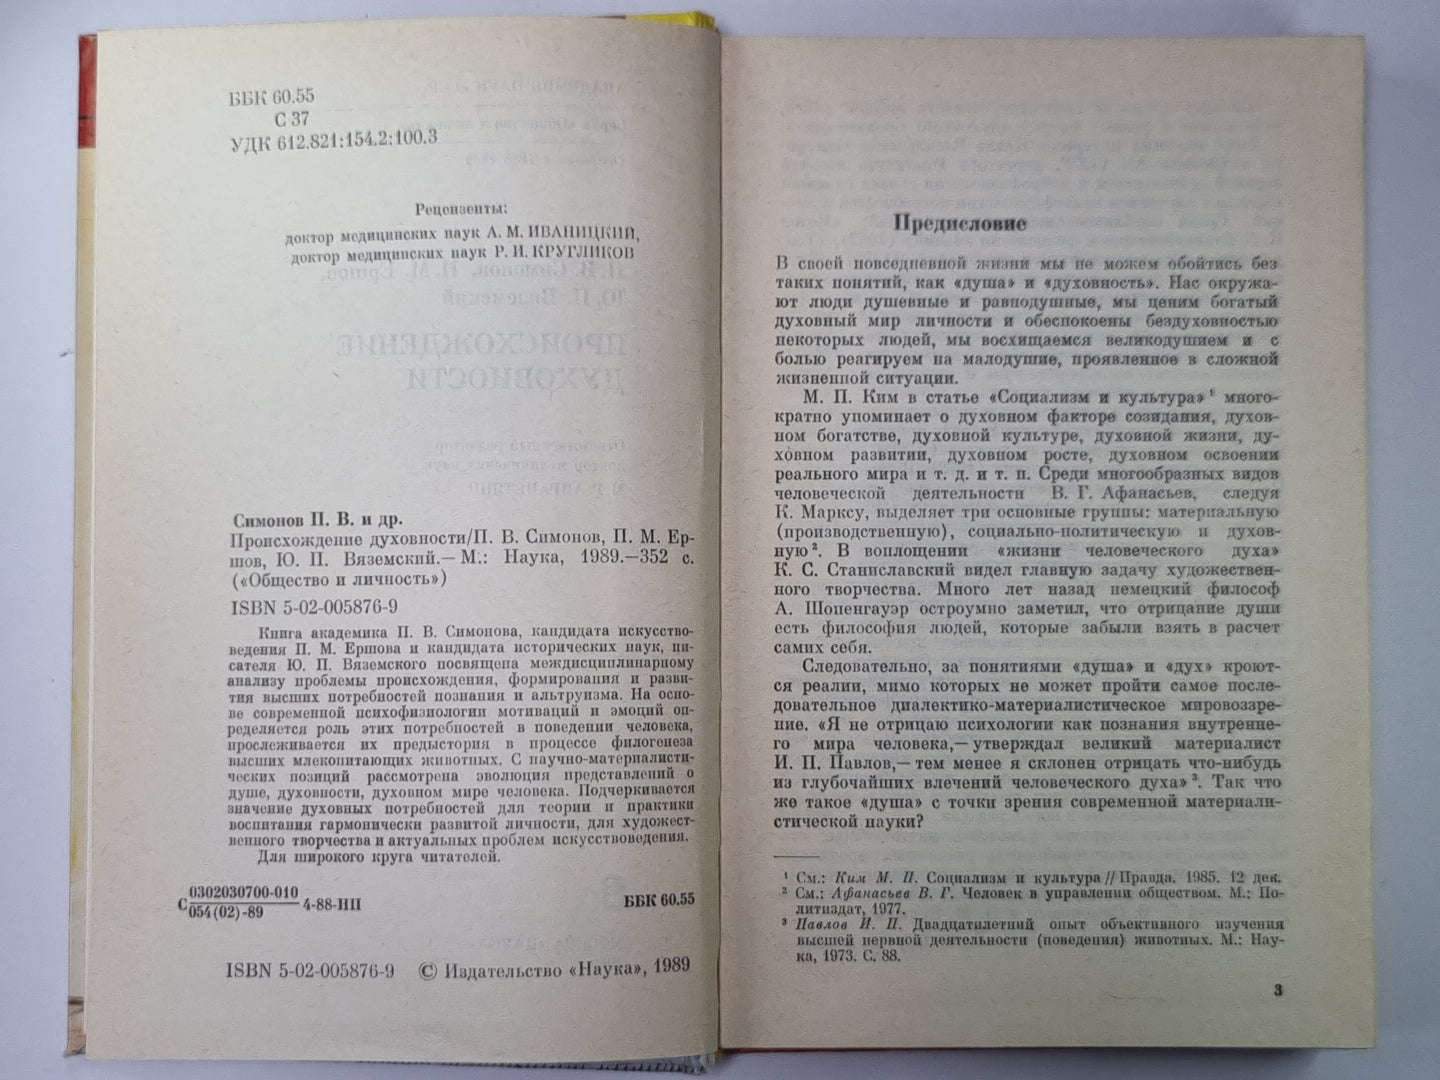 ББК 60.55
С 37
УДК 612.821:154.2:100.3
Рецензенты:
доктор медицинских наук А. М. ИВАНИЦКИЙ,
доктор медицинских наук Р. И. КРУГЛИКОВ
Симонов П. В. и др.
Происхождение духовности/П. В. Симонов, П. М. Ер-
шов, Ю. П. Вяземский.— М.: Наука, 1989.—352 с.
(«Общество и личность»)
ISBN 5-02-005876-9
Книга академика П. В. Симонова, кандидата искусство-
ведения П. М. Ершова и кандидата исторических наук, пи-
сателя Ю. П. Вяземского посвящена междисциплинарному
анализу проблемы происхождения, формирования и разви-
тия высших потребностей познания и альтруизма. На осно-
ве современной психофизиологии мотиваций и эмоций оп-
ределяется роль этих потребностей в поведении человека,
прослеживается их предыстория в процессе филогенеза
высших млекопитающих животных. С научно-материалисти-
ческих позиций рассмотрена эволюция представлений о
душе, духовности, духовном мире человека. Подчеркивается
значение духовных потребностей для теории и практики
воспитания гармонически развитой личности, для художест-
венного творчества и актуальных проблем искусствоведения.
Для широкого круга читателей.
С 0302030700-010
054(02)-89 4-88-НП
ББК 60.55
ISBN 5-02-005876-9 © Издательство «Наука», 1989
Предисловие
В своей повседневной жизни мы не можем обойтись без
таких понятий, как «душа» и «духовность». Нас окружа-
ют люди душевные и равнодушные, мы ценим богатый
духовный мир личности и обеспокоены бездуховностью
некоторых людей, мы восхищаемся великодушием и с
болью реагируем на малодушие, проявленное в сложной
жизненной ситуации.
М. П. Ким в статье «Социализм и культура» ¹ много-
кратно упоминает о духовном факторе созидания, духов-
ном богатстве, духовной культуре, духовной жизни, ду-
ховном развитии, духовном росте, духовном освоении
реального мира и т. д. и т. п. Среди многообразных видов
человеческой деятельности В. Г. Афанасьев, следуя
К. Марксу, выделяет три основные группы: материальную
(производственную), социально-политическую и духов-
ную ². В воплощении «жизни человеческого духа»
К. С. Станиславский видел главную задачу художествен-
ного творчества. Много лет назад немецкий философ
А. Шопенгауэр остроумно заметил, что отрицание души
есть философия людей, которые забыли взять в расчет
самих себя.
Следовательно, за понятиями «душа» и «дух» кроют-
ся реалии, мимо которых не может пройти самое после-
довательное диалектико-материалистическое мировоззре-
ние. «Я не отрицаю психологии как познания внутренне-
го мира человека,— утверждал великий материалист
И. П. Павлов,— тем менее я склонен отрицать что-нибудь
из глубочайших влечений человеческого духа» ³. Так что
же такое «душа» с точки зрения современной материали-
стической науки?
¹ См.: Ким М. П. Социализм и культура // Правда. 1985. 12 дек.
² См.: Афанасьев В. Г. Человек в управлении обществом. М.: По-
литиздат, 1977.
³ Павлов И. П. Двадцатилетний опыт объективного изучения
высшей нервной деятельности (поведения) животных. М.: Нау-
ка, 1973. С. 88.
3